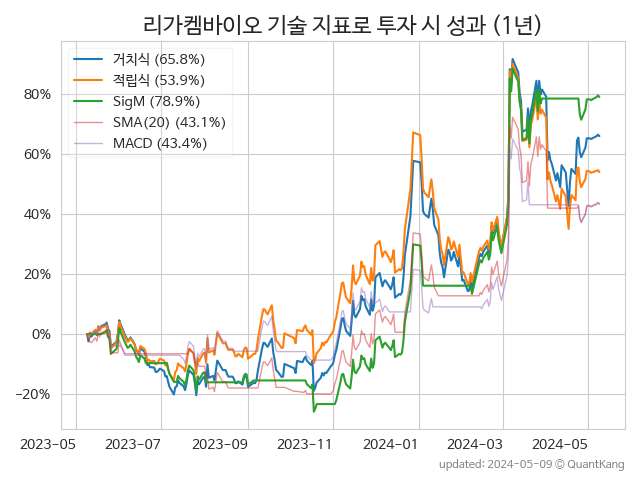 리가켐바이오 기술 지표로 투자 시 성과 (1년)
거치식 (65.8%)
적립식 (53.9%)
SigM (78.9%)
SMA(20) (43.1%)
MACD (43.4%)
80%
60%
40%
20%
0%
−20%
2023-05 2023-07 2023-09 2023-11 2024-01 2024-03 2024-05
updated: 2024-05-09 © QuantKang